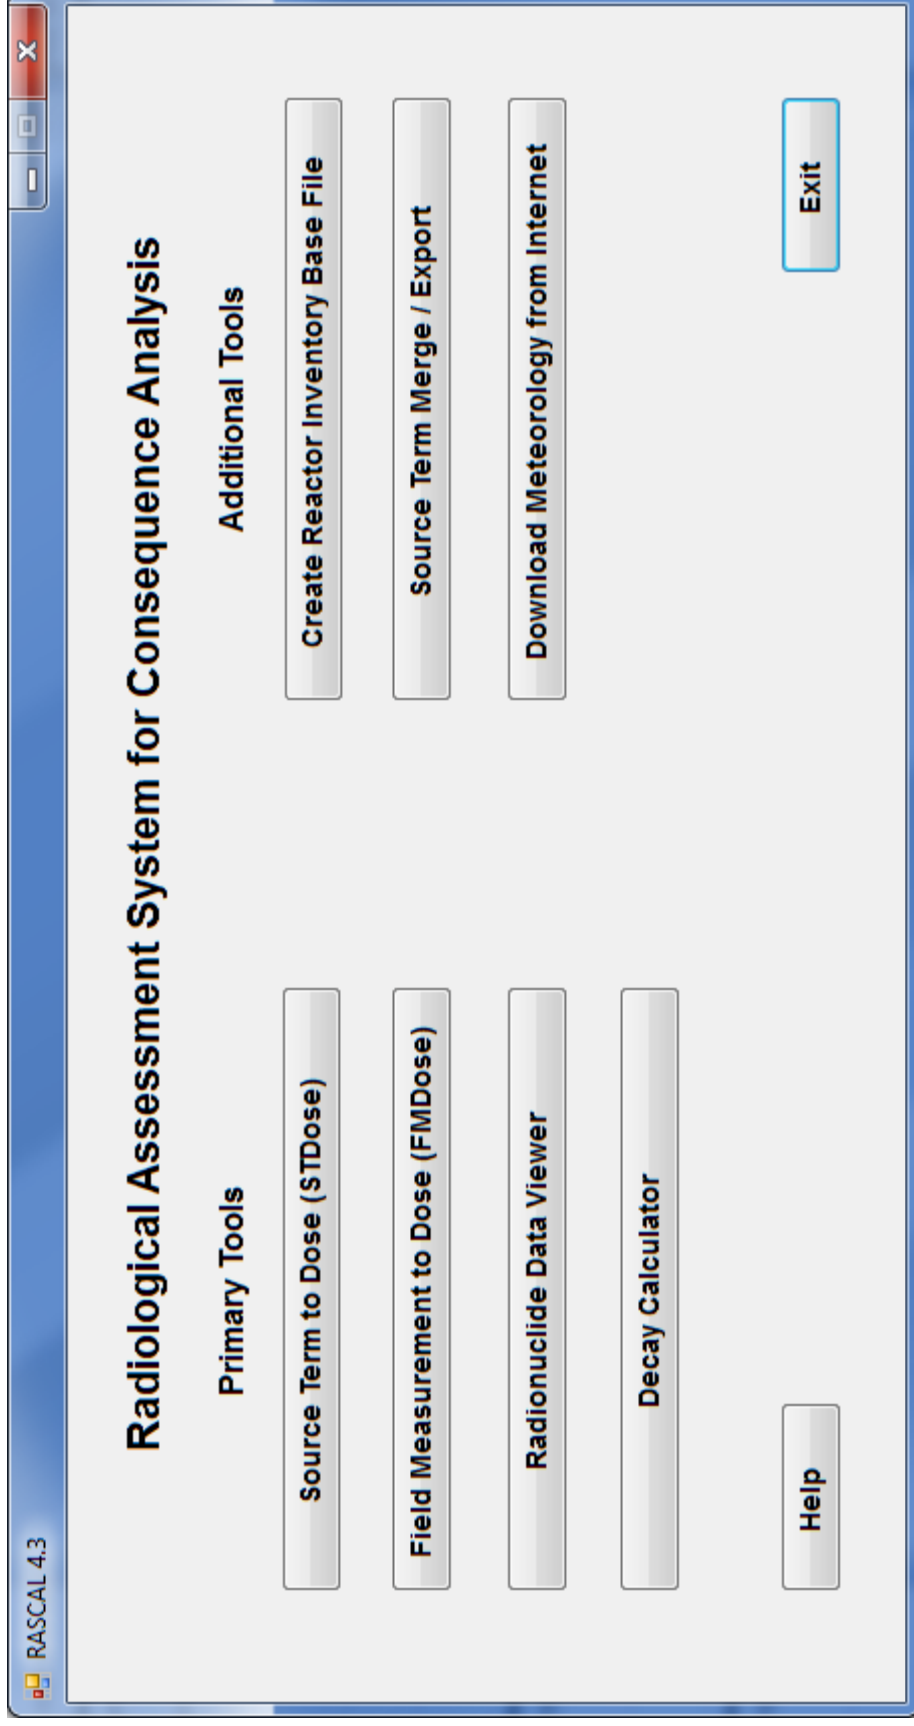 RASCAL 4.3
Radiological Assessment System for Consequence Analysis
Primary Tools
Source Term to Dose (STDose)
Field Measurement to Dose (FMDose)
Radionuclide Data Viewer
Decay Calculator
Help
Additional Tools
Create Reactor Inventory Base File
Source Term Merge / Export
Download Meteorology from Internet
Exit